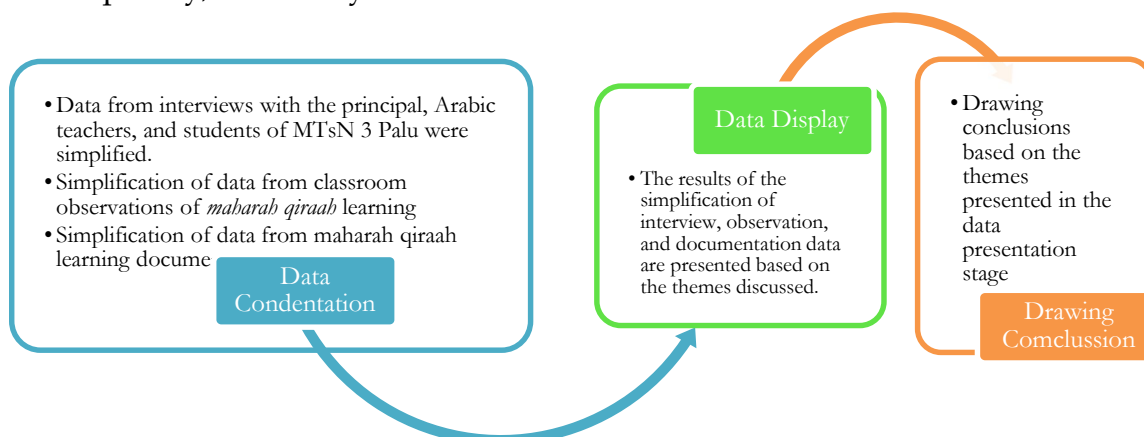 •Data from interviews with the principal, Arabic
teachers, and students of MTsN 3 Palu were
simplified.
•Simplification of data from classroom
observations of maharah qiraah learning
•Simplification of data from maharah qiraah
learning docume
Data
Condentation
Data Display
•The results of the
simplification of
interview, observation,
and documentation data
are presented based on
the themes discussed.
•Drawing
conclusions
based on the
themes
presented in the
data
presentation
stage
Drawing
Comclussion